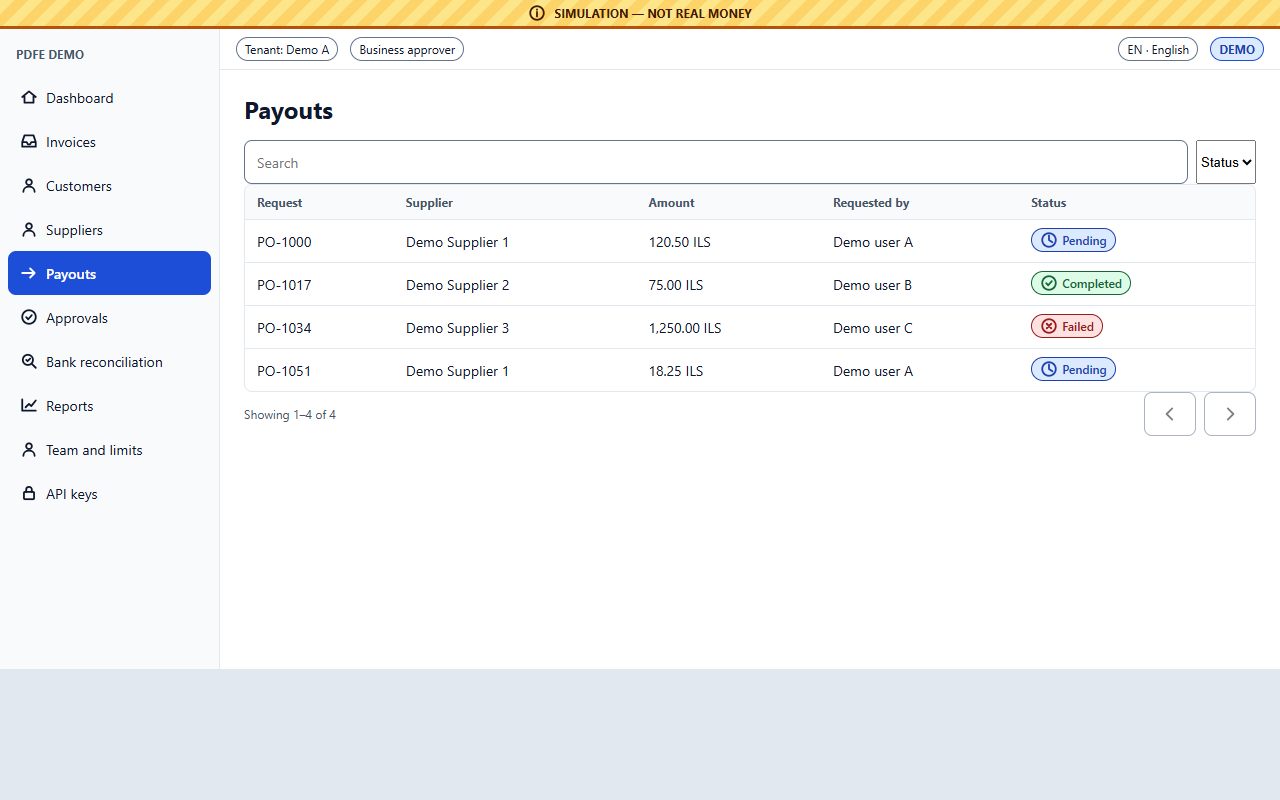 SIMULATION — NOT REAL MONEY
PDFE DEMO
Tenant: Demo A
Business approver
EN · English
DEMO
Dashboard
Invoices
Customers
Suppliers
Payouts
Approvals
Bank reconciliation
Reports
Team and limits
API keys
Payouts
Search
Status
Request Supplier Amount Requested by Status
PO-1000 Demo Supplier 1 120.50 ILS Demo user A Pending
PO-1017 Demo Supplier 2 75.00 ILS Demo user B Completed
PO-1034 Demo Supplier 3 1,250.00 ILS Demo user C Failed
PO-1051 Demo Supplier 1 18.25 ILS Demo user A Pending
Showing 1–4 of 4